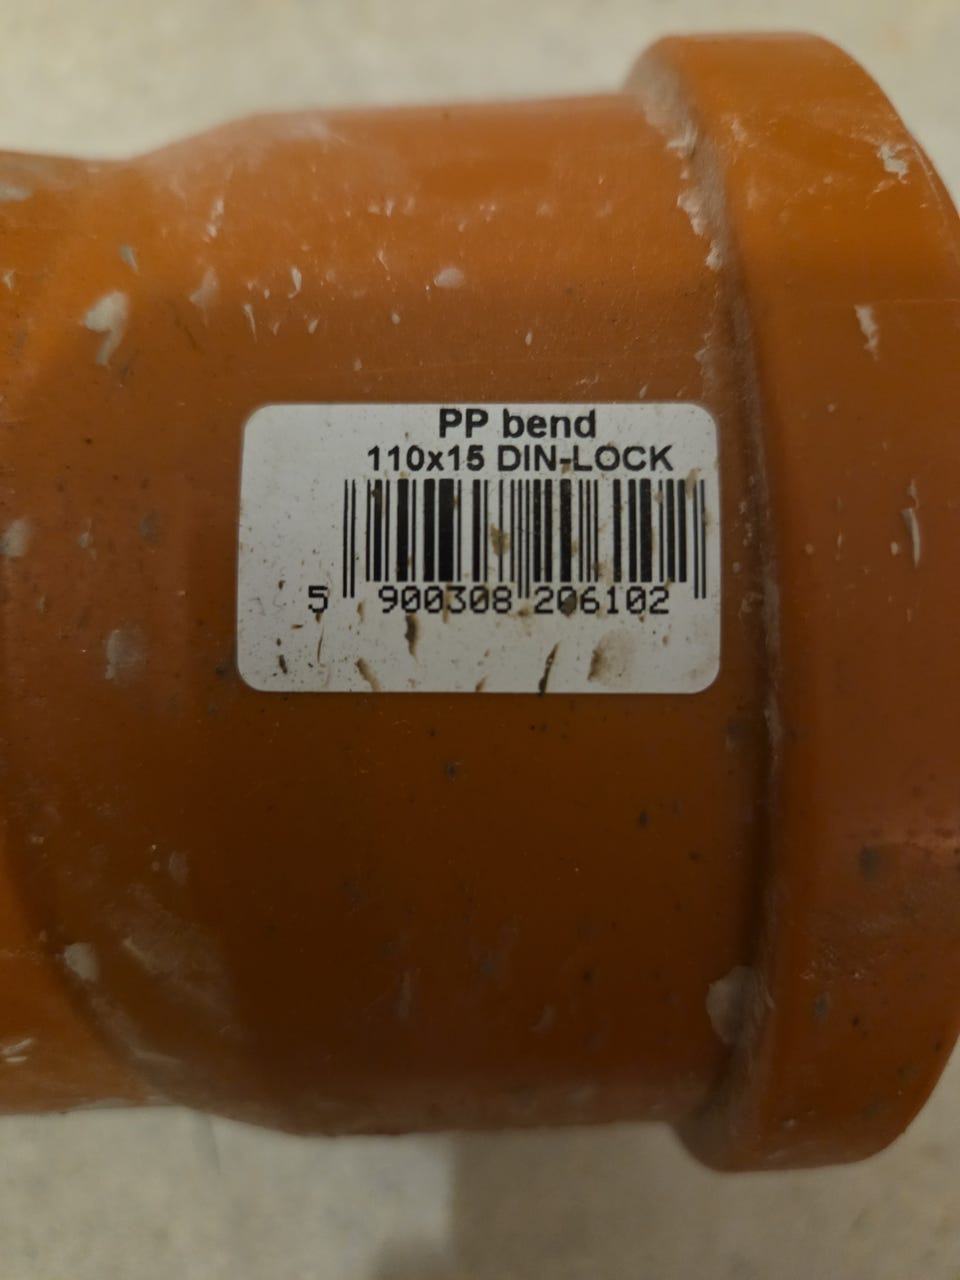 PP bend
110x15 DIN-LOCK
5 900308 206102